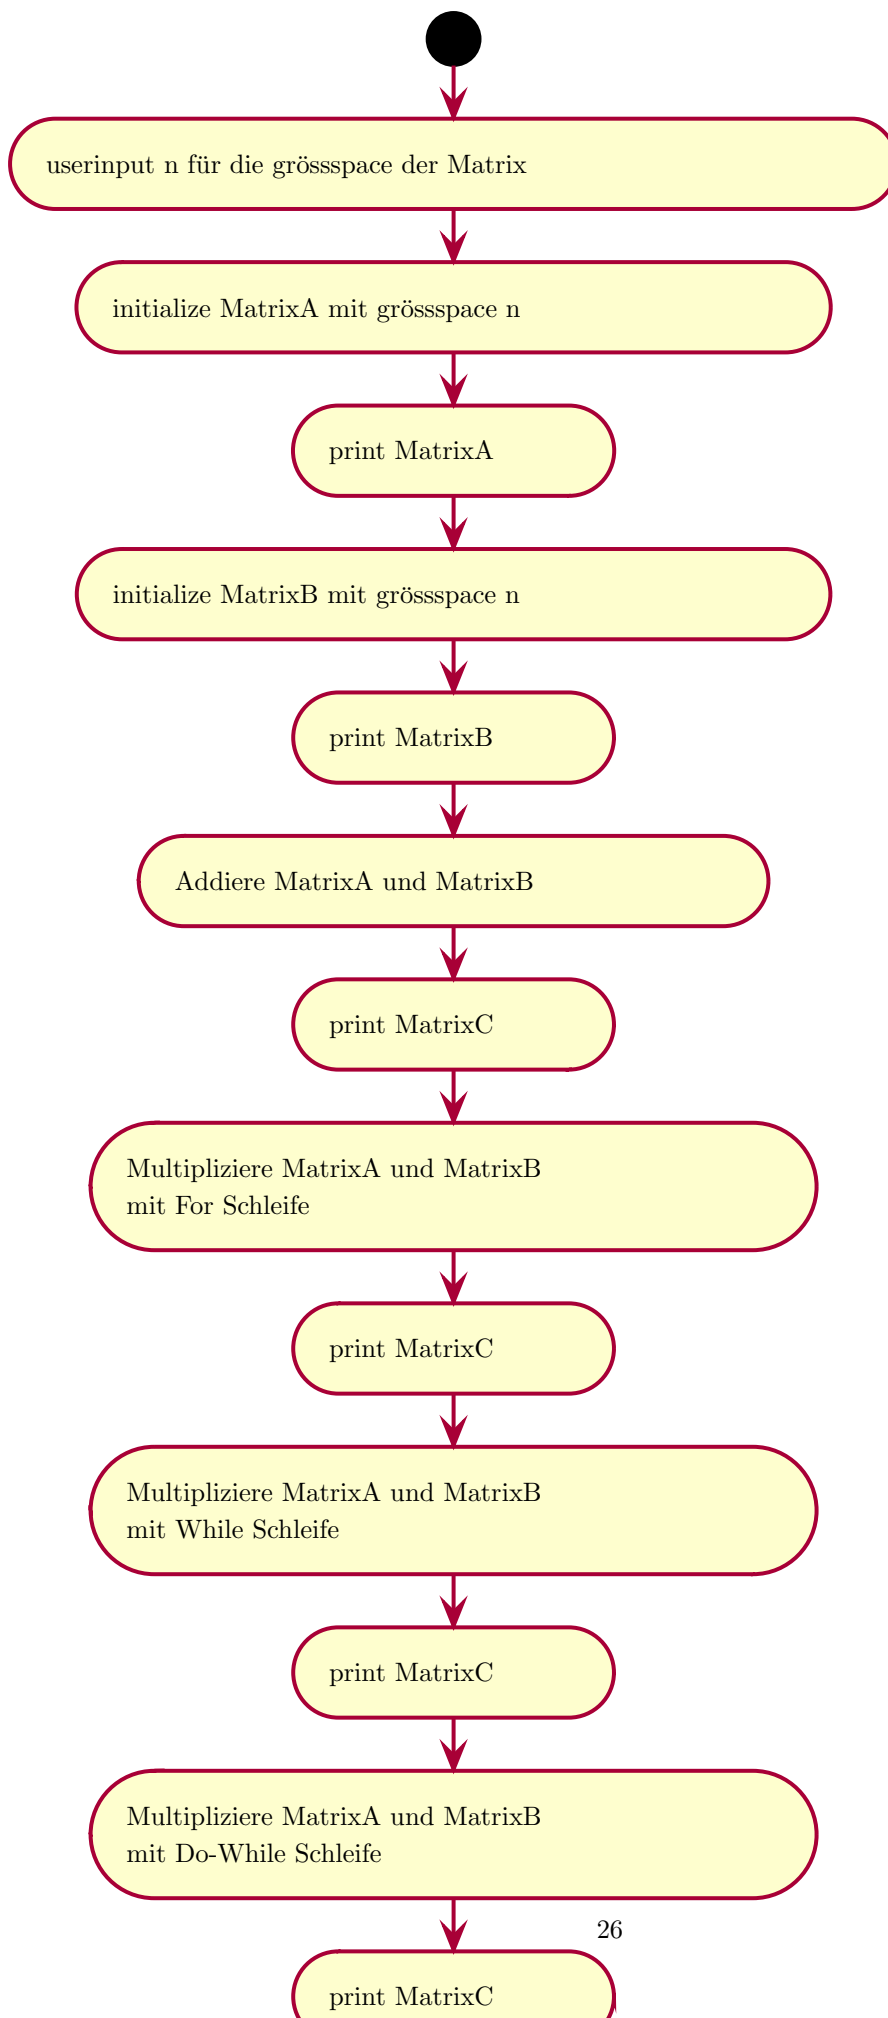 userinput n für die grössspace der Matrix
initialize MatrixA mit grössspace n
print MatrixA
initialize MatrixB mit grössspace n
print MatrixB
Addiere MatrixA und MatrixB
print MatrixC
Multipliziere MatrixA und MatrixB
mit For Schleife
print MatrixC
Multipliziere MatrixA und MatrixB
mit While Schleife
print MatrixC
Multipliziere MatrixA und MatrixB
mit Do-While Schleife
26
print MatrixC